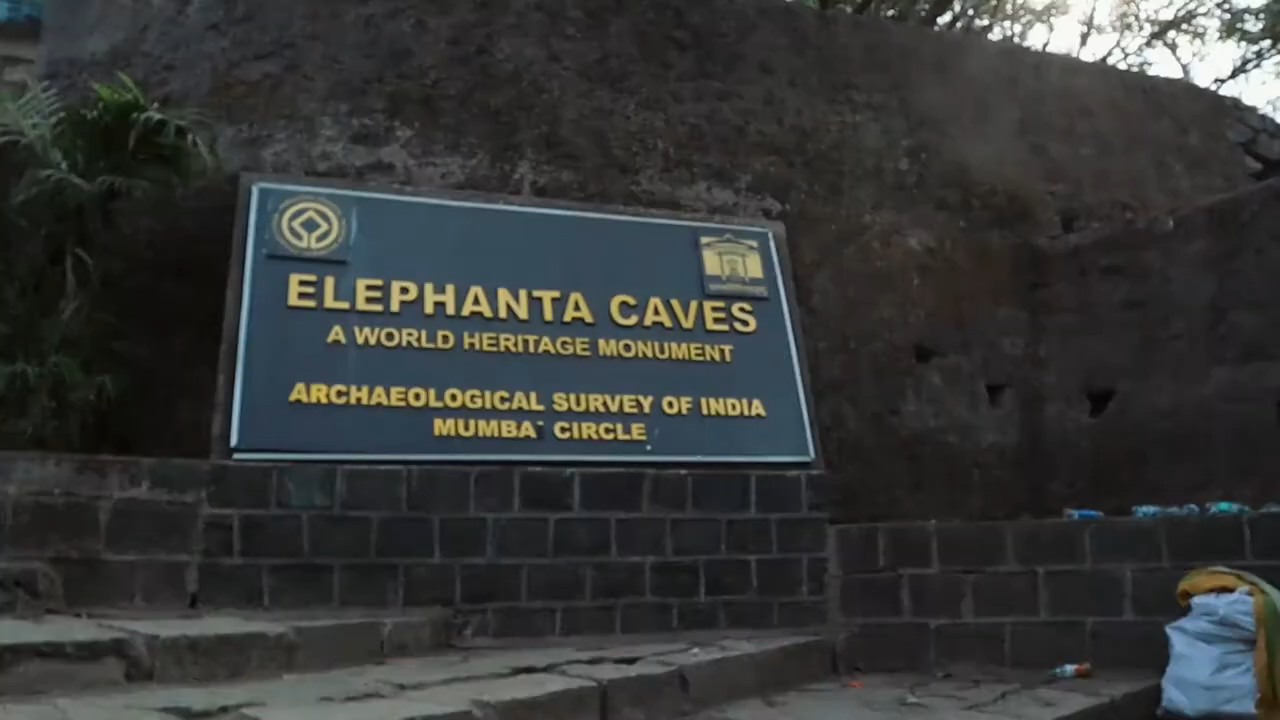 ELEPHANTA CAVES
A WORLD HERITAGE MONUMENT
ARCHAEOLOGICAL SURVEY OF INDIA
MUMBA CIRCLE